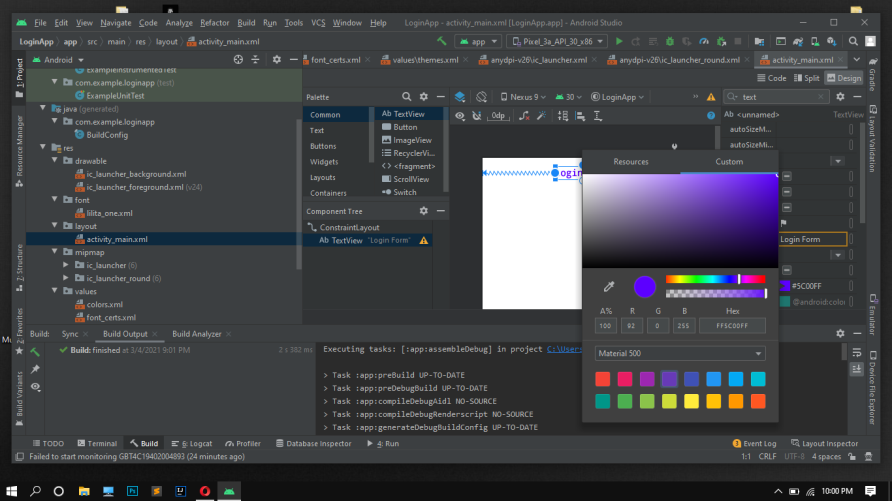 File Edit View Navigate Code Analyze Refactor Build Run Tools VCS Window Help LoginApp - activity_main.xml [LoginApp.app] - Android Studio
LoginApp app src main res layout activity_main.xml app Pixel_3a_API_30_x86
Android font_certs.xml values\themes.xml anydpi-v26\ic_launcher.xml anydpi-v26\ic_launcher_round.xml activity_main.xml
1: Project
Resource Manager
Z: Structure
2: Favorites
Build Variants
ExampleInstrumentedTest
com.example.loginapp (test)
ExampleUnitTest
java (generated)
com.example.loginapp
BuildConfig
res
drawable
ic_launcher_background.xml
ic_launcher_foreground.xml (v24)
font
lilita_one.xml
layout
activity_main.xml
mipmap
ic_launcher (6)
ic_launcher_round (6)
values
colors.xml
font_certs.xml
Code Split Design
Palette
Common
Text
Buttons
Widgets
Layouts
Containers
Ab TextView
Button
ImageView
RecyclerVi...
<> <fragment>
ScrollView
Switch
Component Tree
ConstraintLayout
Ab TextView "Login Form"
Nexus 9 30 LoginApp
0dp
ogin
text
Ab <unnamed> TextView
autoSizeM...
autoSizeMi...
Login Form
#5C00FF
@android:color
Resources Custom
A% R G B Hex
100 92 0 255 FF5C00FF
Material 500
Gradle
Layout Validation
Emulator
Device File Explorer
Build: Sync Build Output Build Analyzer
Build: finished at 3/4/2021 9:01 PM 2 s 332 ms
Executing tasks: [:app:assembleDebug] in project C:\Users
> Task :app:preBuild UP-TO-DATE
> Task :app:preDebugBuild UP-TO-DATE
> Task :app:compileDebugAidl NO-SOURCE
> Task :app:compileDebugRenderscript NO-SOURCE
> Task :app:generateDebugBuildConfig UP-TO-DATE
TODO Terminal Build 6: Logcat Profiler Database Inspector 4: Run Event Log Layout Inspector
Failed to start monitoring GBT4C19402004893 (24 minutes ago) 1:1 CRLF UTF-8 4 spaces
10:00 PM